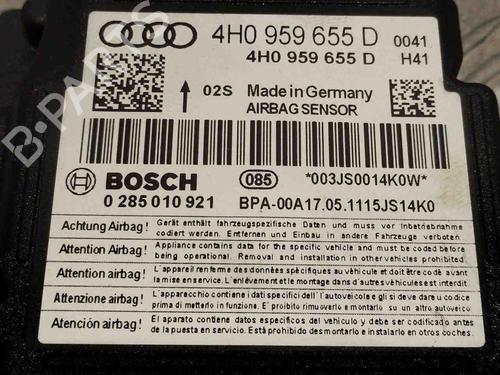 4H0 959 655 D 0041
4H0 959 655 D H41
02S Made in Germany
AIRBAG SENSOR
BOSCH 085 *003JS0014K0W*
0 285 010 921 BPA-00A17.05.1115JS14K0
Achtung Airbag! Gerät enthält fahrzeugspezifische Daten und muss vor Inbetriebnahme
codiert werden. Entfernen und Einbau in andere Fahrzeuge verboten.
Attention Airbag! Appliance contains data for the specific vehicle and must be coded before
being operational. Removal and installation in other vehicles prohibited.
Attention Airbag! L'appareil renferme des données spécifiques au véhicule et doit être codé avant
la mise en service. L'enlévement et le montage dans d'autres véhicules est interdit.
Attenzione airbag! L'apparecchio contiene i dati specifici dell'autoveicolo e gli si deve dare un codice
prima di metterlo in funzione. E' proibito rimuoverlo e montarlo su un altro autoveicolo.
Atención airbag! El aparato contiene datos específicos del vehículo y debe ser codificado antes
de la puesta en servicio. Está prohibido desmontarlo e instalarlo en otros coches.
B-PARTS